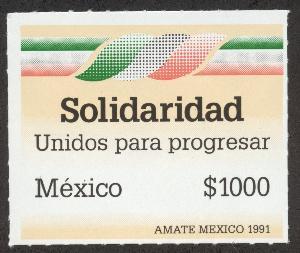 Solidaridad
Unidos para progresar
México $1000
AMATE MEXICO 1991